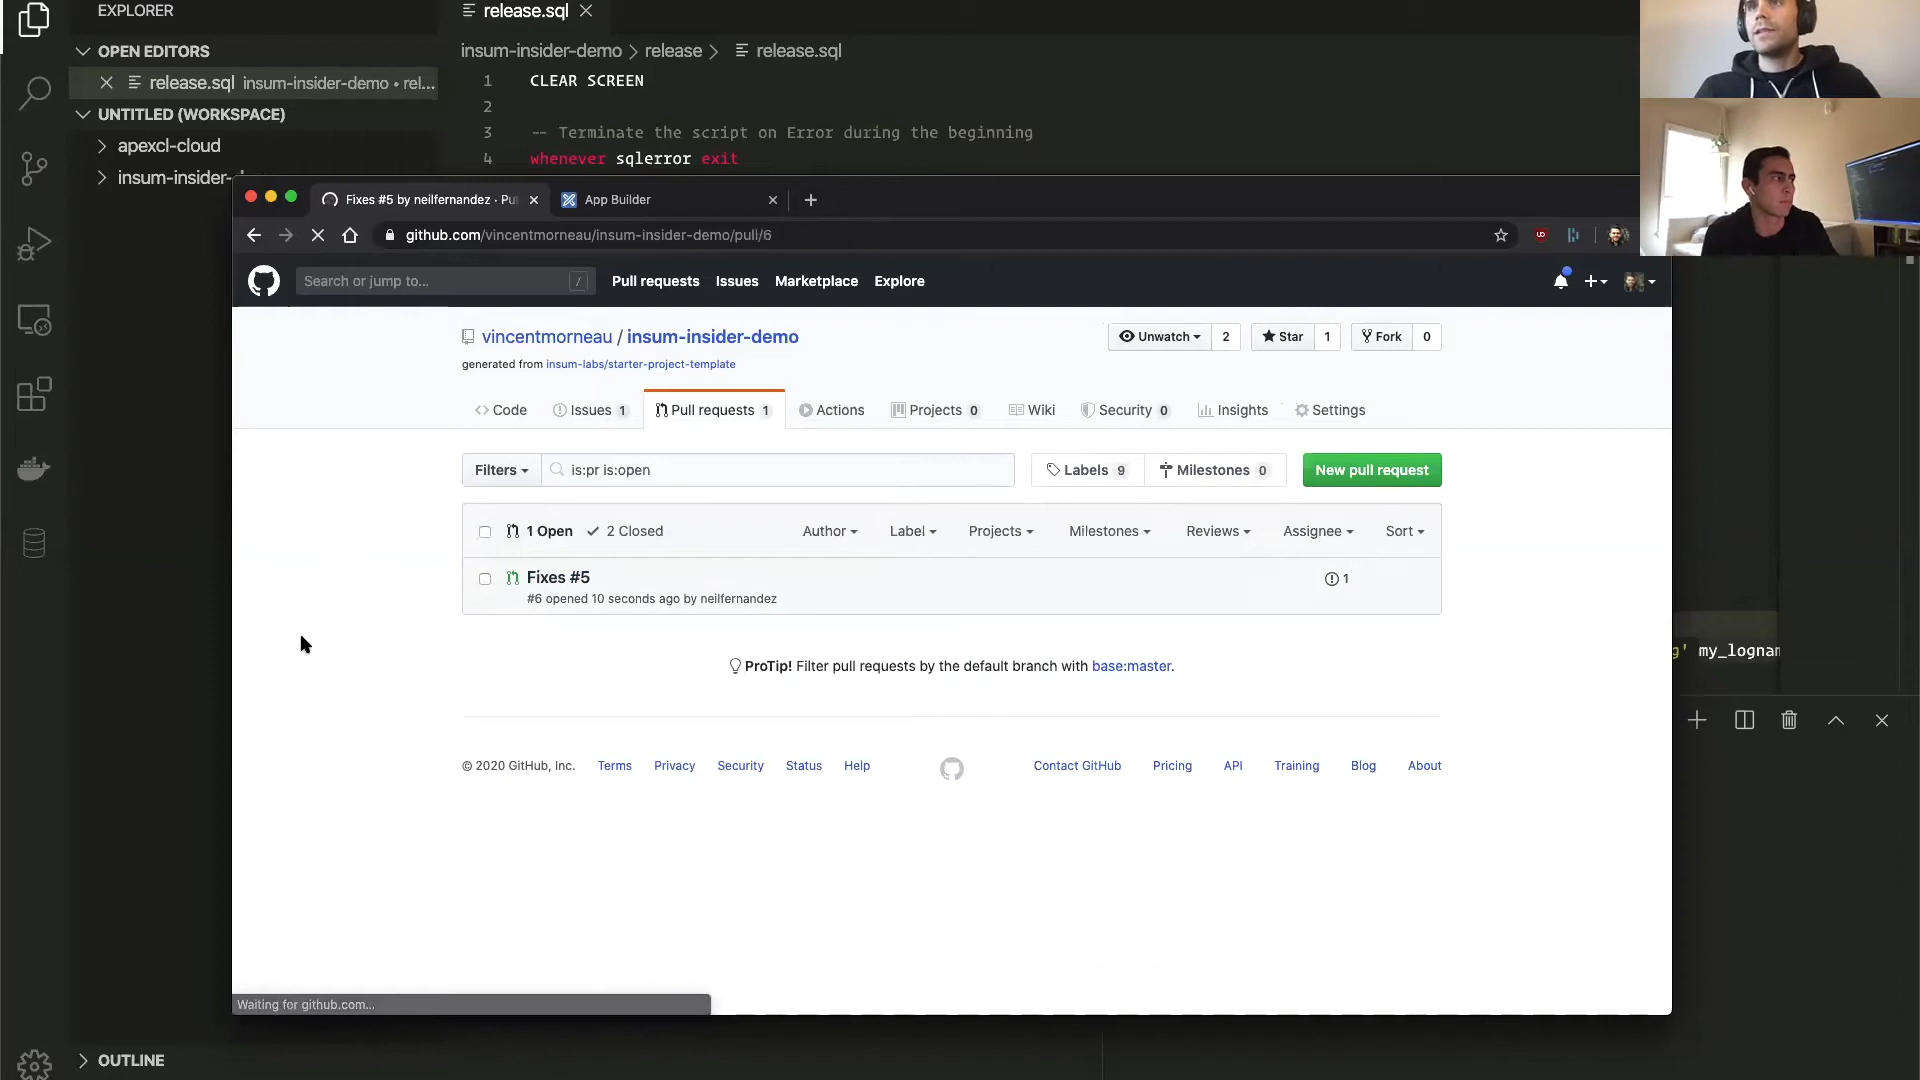 EXPLORER
OPEN EDITORS
release.sql insum-insider-demo • rel...
UNTITLED (WORKSPACE)
apexcl-cloud
insum-insider-
release.sql
insum-insider-demo release release.sql
1 CLEAR SCREEN
2
3 -- Terminate the script on Error during the beginning
4 whenever sqlerror exit
Fixes #5 by neilfernandez · Pu
App Builder
github.com/vincentmorneau/insum-insider-demo/pull/6
Search or jump to... /
Pull requests Issues Marketplace Explore
vincentmorneau / insum-insider-demo
generated from insum-labs/starter-project-template
Unwatch 2 Star 1 Fork 0
Code Issues 1 Pull requests 1 Actions Projects 0 Wiki Security 0 Insights Settings
Filters is:pr is:open Labels 9 Milestones 0 New pull request
1 Open 2 Closed Author Label Projects Milestones Reviews Assignee Sort
Fixes #5 1
#6 opened 10 seconds ago by neilfernandez
ProTip! Filter pull requests by the default branch with base:master.
© 2020 GitHub, Inc. Terms Privacy Security Status Help Contact GitHub Pricing API Training Blog About
g' my_lognam
Waiting for github.com...
OUTLINE